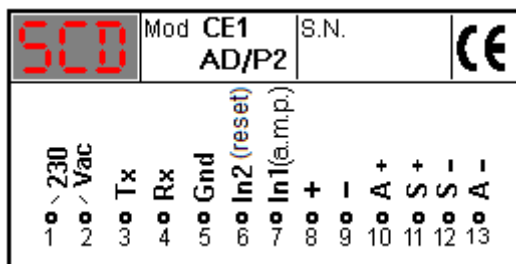 SCD
Mod CE1
AD/P2
S.N.
CE
230
Vac
Tx
Rx
Gnd
In2 (reset)
In1(a.m.p.)
+
−
A +
S +
S −
A −
1 2 3 4 5 6 7 8 9 10 11 12 13